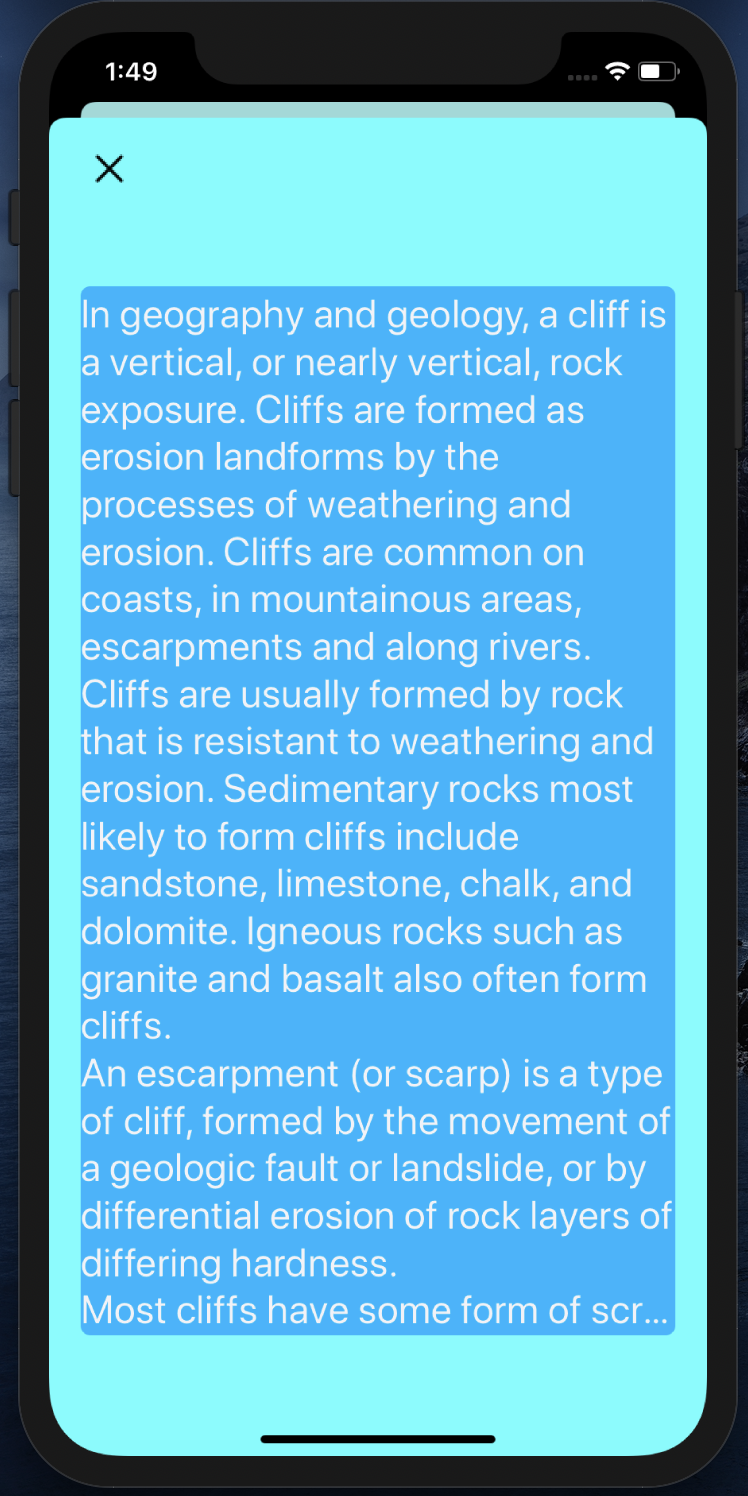 1:49
In geography and geology, a cliff is
a vertical, or nearly vertical, rock
exposure. Cliffs are formed as
erosion landforms by the
processes of weathering and
erosion. Cliffs are common on
coasts, in mountainous areas,
escarpments and along rivers.
Cliffs are usually formed by rock
that is resistant to weathering and
erosion. Sedimentary rocks most
likely to form cliffs include
sandstone, limestone, chalk, and
dolomite. Igneous rocks such as
granite and basalt also often form
cliffs.
An escarpment (or scarp) is a type
of cliff, formed by the movement of
a geologic fault or landslide, or by
differential erosion of rock layers of
differing hardness.
Most cliffs have some form of scr...